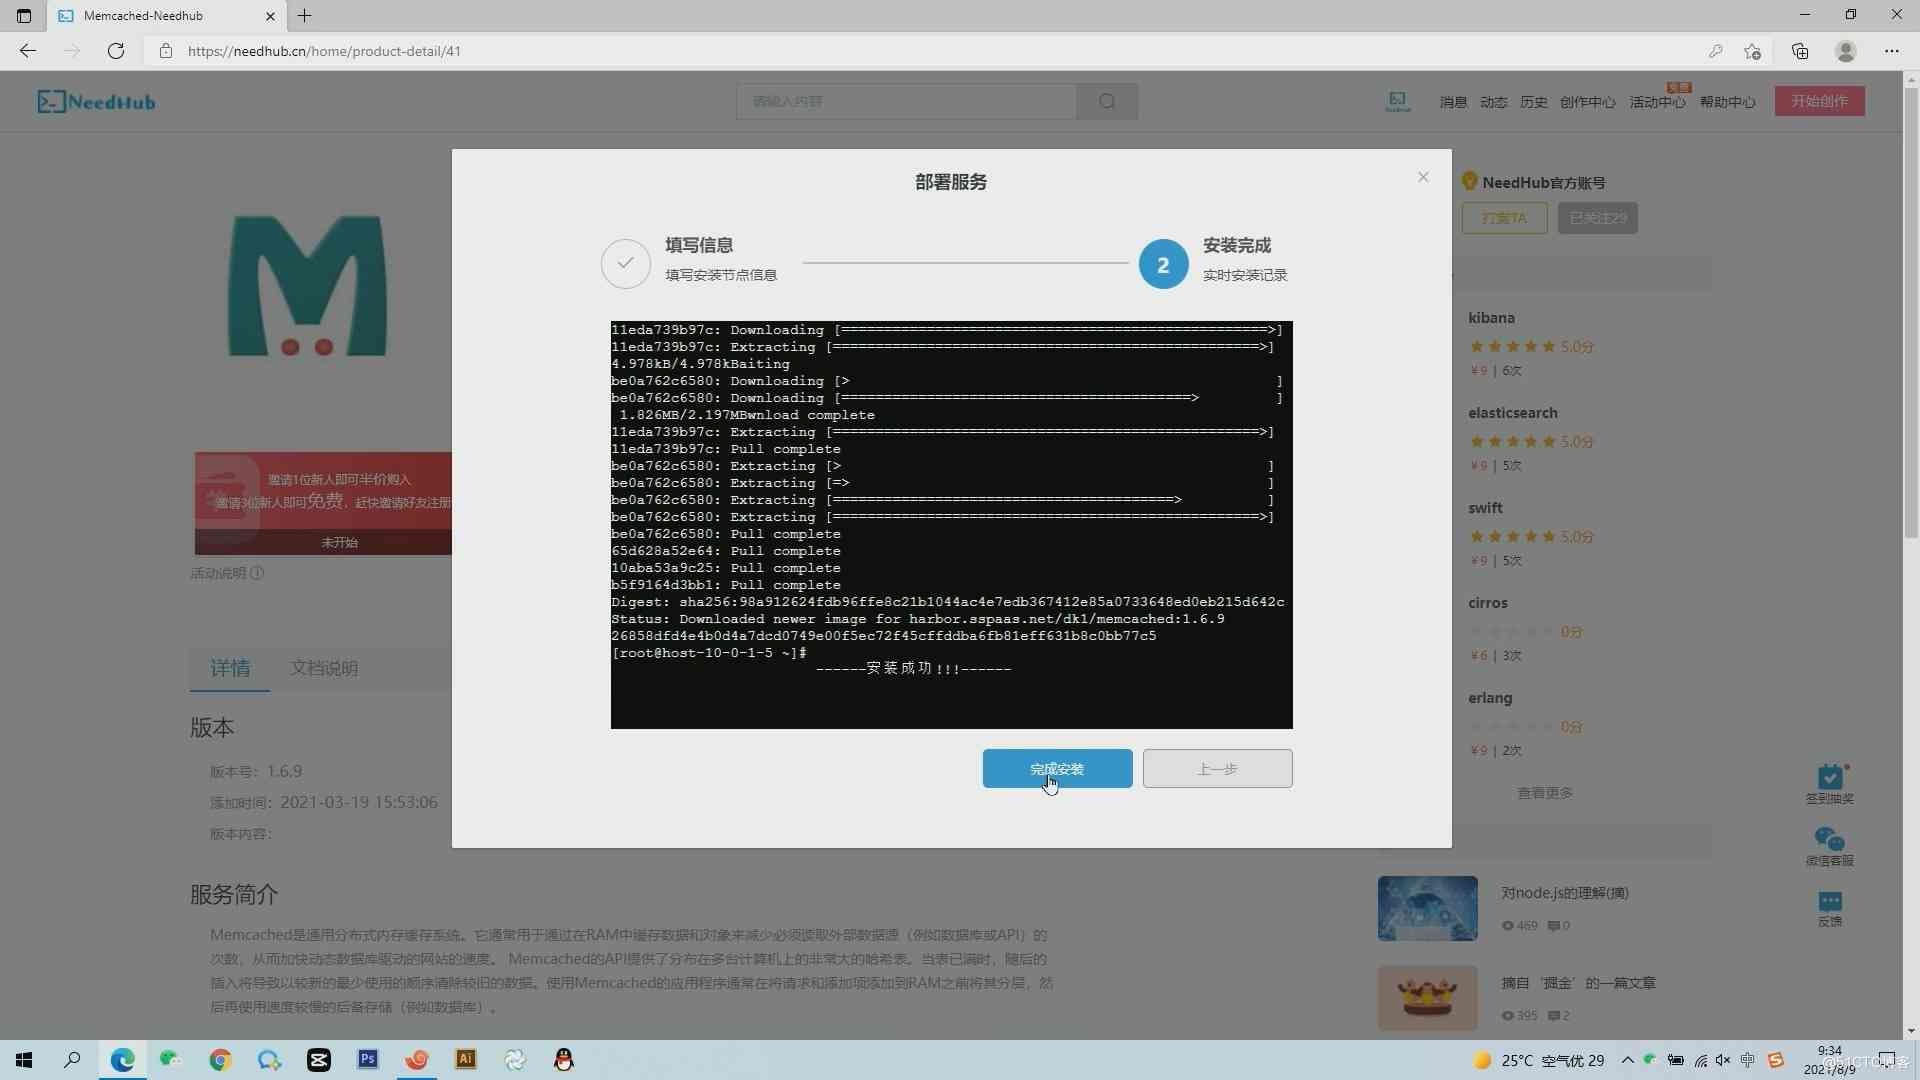 Memcached-Needhub
https://needhub.cn/home/product-detail/41
NeedHub
请输入内容
消息 动态 历史 创作中心 活动中心 帮助中心 开始创作
免费
部署服务
填写信息
填写安装节点信息
2
安装完成
实时安装记录
11eda739b97c: Downloading [==================================================>]
11eda739b97c: Extracting [==================================================>]
4.978kB/4.978kBaiting
be0a762c6580: Downloading [> ]
be0a762c6580: Downloading [=========================================> ]
1.826MB/2.197MBwnload complete
11eda739b97c: Extracting [==================================================>]
11eda739b97c: Pull complete
be0a762c6580: Extracting [> ]
be0a762c6580: Extracting [=> ]
be0a762c6580: Extracting [========================================> ]
be0a762c6580: Extracting [==================================================>]
be0a762c6580: Pull complete
65d628a52e64: Pull complete
10aba53a9c25: Pull complete
b5f9164d3bb1: Pull complete
Digest: sha256:98a912624fdb96ffe8c21b1044ac4e7edb367412e85a0733648ed0eb215d642c
Status: Downloaded newer image for harbor.sspaas.net/dk1/memcached:1.6.9
26858dfd4e4b0d4a7dcd0749e00f5ec72f45cffddba6fb81eff631b8c0bb77c5
[root@host-10-0-1-5 ~]#
------安装成功!!!------
完成安装
上一步
邀请1位新人即可半价购入
邀请3位新人即可免费，赶快邀请好友注册
未开始
活动说明
详情 文档说明
版本
版本号: 1.6.9
添加时间: 2021-03-19 15:53:06
版本内容:
服务简介
Memcached是通用分布式内存缓存系统。它通常用于通过在RAM中缓存数据和对象来减少必须读取外部数据源（例如数据库或API）的
次数，从而加快动态数据库驱动的网站的速度。 Memcached的API提供了分布在多台计算机上的非常大的哈希表。当表已满时，随后的
插入将导致以较新的最少使用的顺序清除较旧的数据。使用Memcached的应用程序通常在将请求和添加项添加到RAM之前将其分层，然
后再使用速度较慢的后备存储（例如数据库）。
NeedHub官方账号
打赏TA
已关注29
kibana
5.0分
¥9 | 6次
elasticsearch
5.0分
¥9 | 5次
swift
5.0分
¥9 | 5次
cirros
0分
¥6 | 3次
erlang
0分
¥9 | 2次
查看更多
对node.js的理解(摘)
469 0
摘自‘掘金’的一篇文章
395 2
签到抽奖
微信客服
反馈
Ps
Ai
25°C 空气优 29
中
9:34
2021/8/9
@51CTO博客